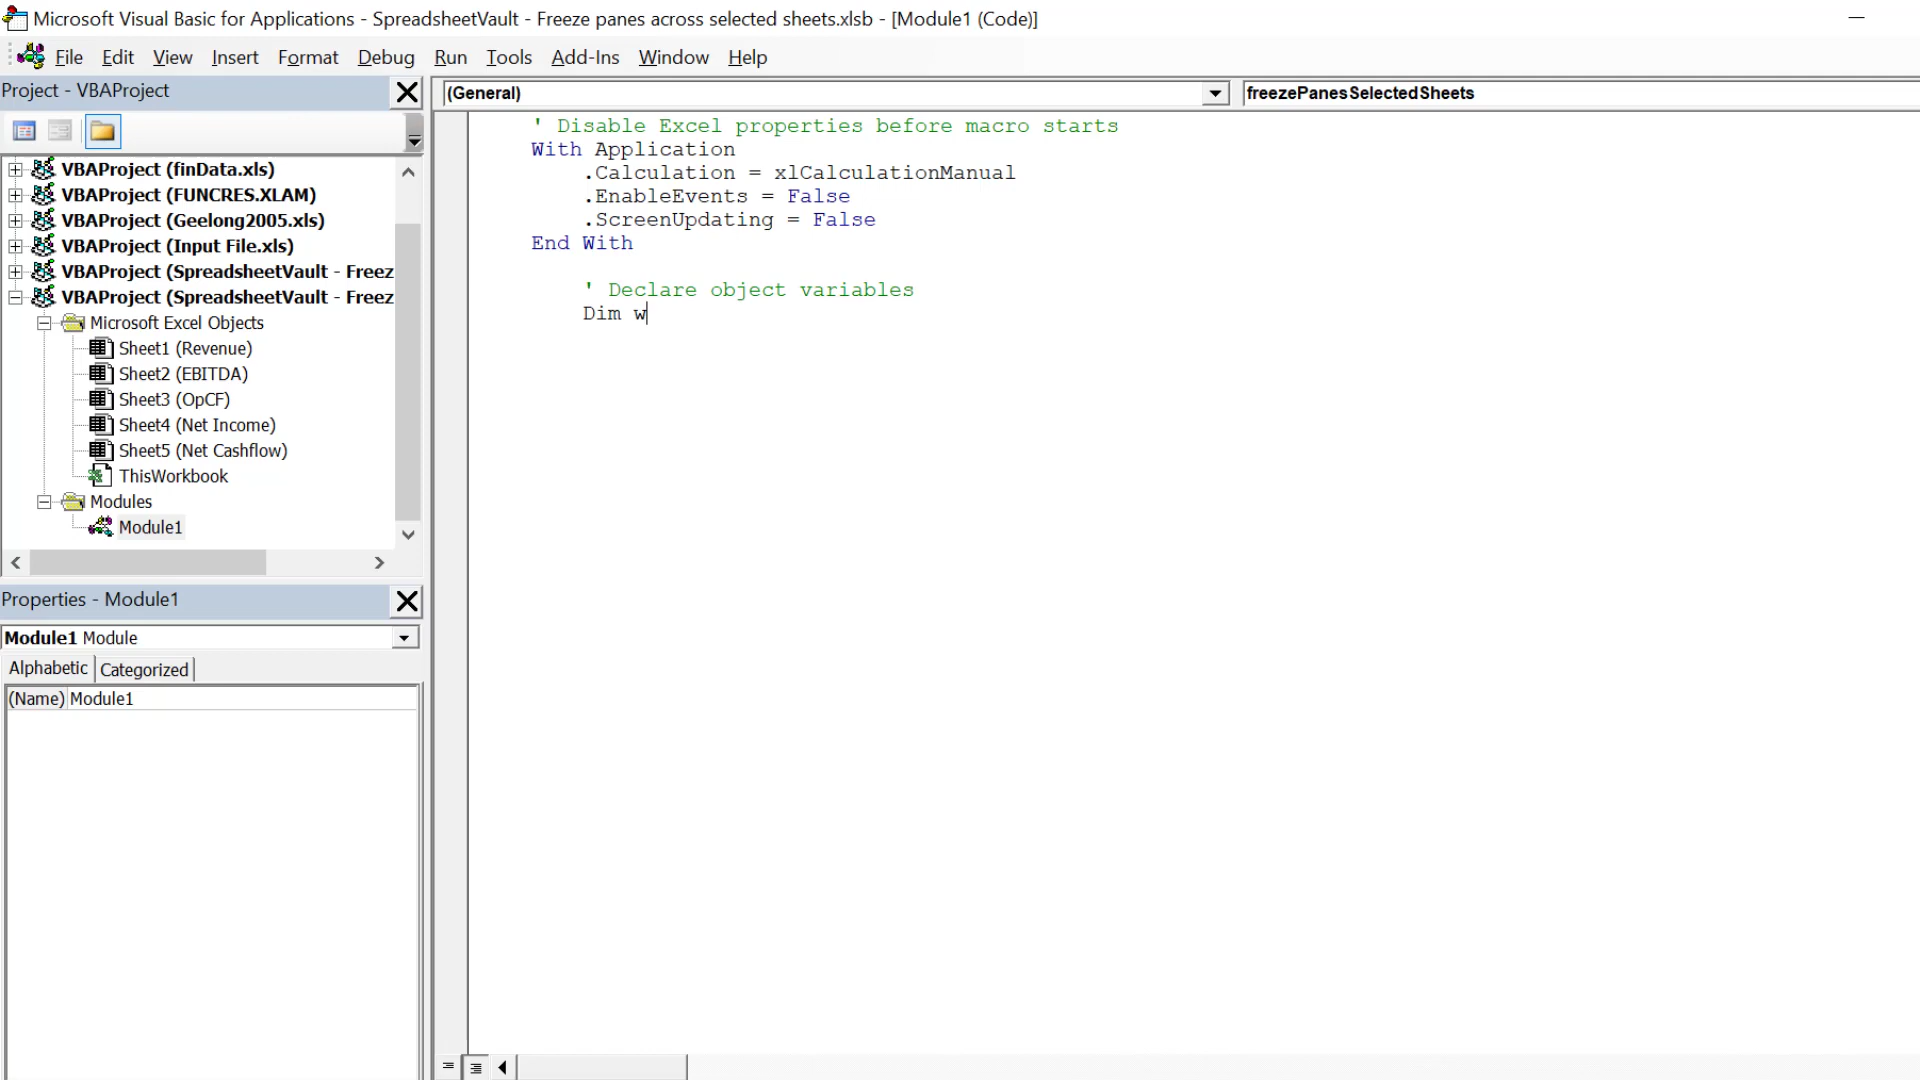 Microsoft Visual Basic for Applications - SpreadsheetVault - Freeze panes across selected sheets.xlsb - [Module1 (Code)]
File Edit View Insert Format Debug Run Tools Add-Ins Window Help
Project - VBAProject
(General)
freezePanesSelectedSheets
VBAProject (finData.xls)
VBAProject (FUNCRES.XLAM)
VBAProject (Geelong2005.xls)
VBAProject (Input File.xls)
VBAProject (SpreadsheetVault - Freez
VBAProject (SpreadsheetVault - Freez
Microsoft Excel Objects
Sheet1 (Revenue)
Sheet2 (EBITDA)
Sheet3 (OpCF)
Sheet4 (Net Income)
Sheet5 (Net Cashflow)
ThisWorkbook
Modules
Module1
Properties - Module1
Module1 Module
Alphabetic Categorized
(Name) Module1
' Disable Excel properties before macro starts
With Application
.Calculation = xlCalculationManual
.EnableEvents = False
.ScreenUpdating = False
End With
' Declare object variables
Dim w